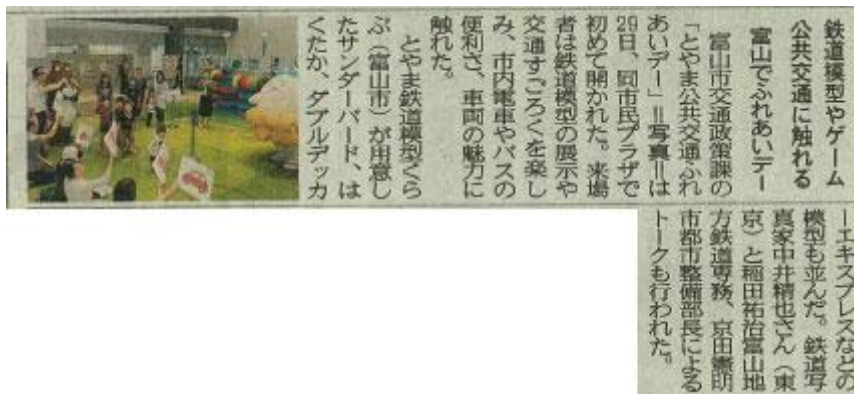 鉄道模型やゲーム
公共交通に触れる
富山でふれあいデー
富山市交通政策課の
「とやま公共交通ふれ
あいデー」＝写真＝は
29日、同市民プラザで
初めて開かれた。来場
者は鉄道模型の展示や
交通すごろくを楽し
み、市内電車やバスの
便利さ、車両の魅力に
触れた。
とやま鉄道模型くら
ぶ（富山市）が用意し
たサンダーバード、は
くたか、ダブルデッカ
ーエキスプレスなどの
模型も並んだ。鉄道写
真家中井精也さん（東
京）と稲田祐治富山地
方鉄道専務、京田憲明
市都市整備部長による
トークも行われた。